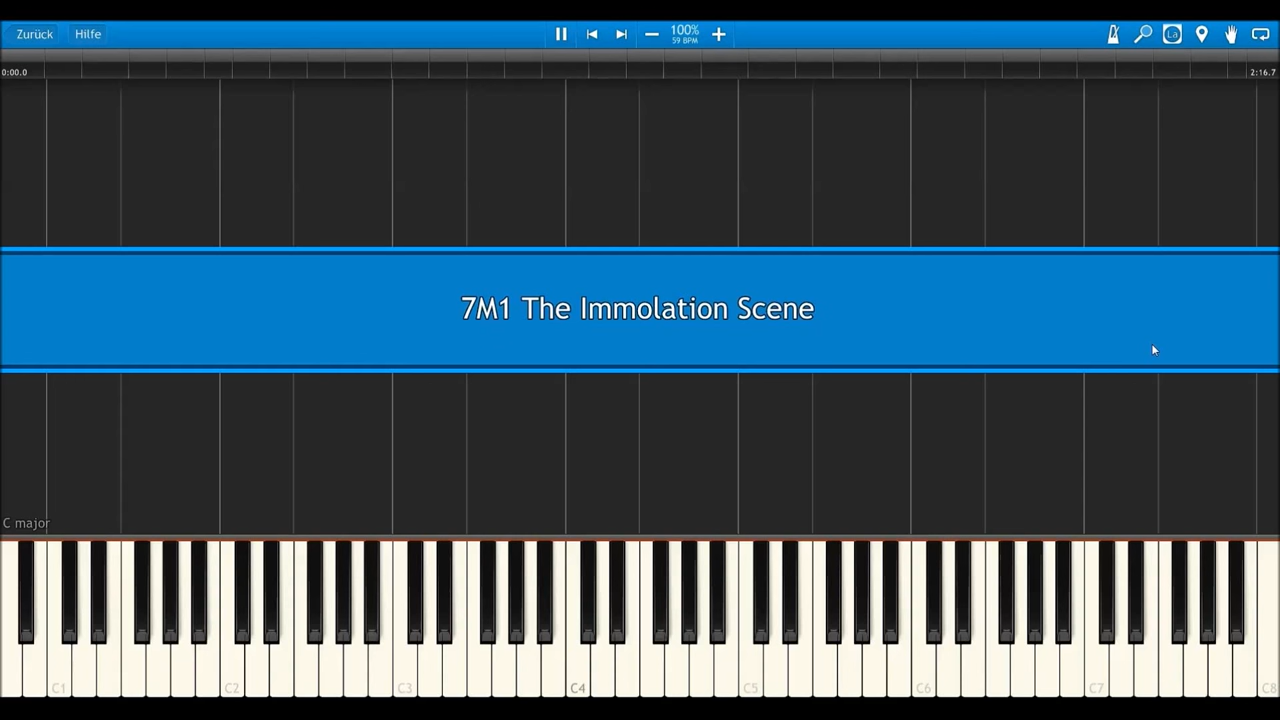 Zurück Hilfe 100% La
59 BPM
0:00.0 2:16.7
7M1 The Immolation Scene
C major
C1 C2 C3 C4 C5 C6 C7 C8